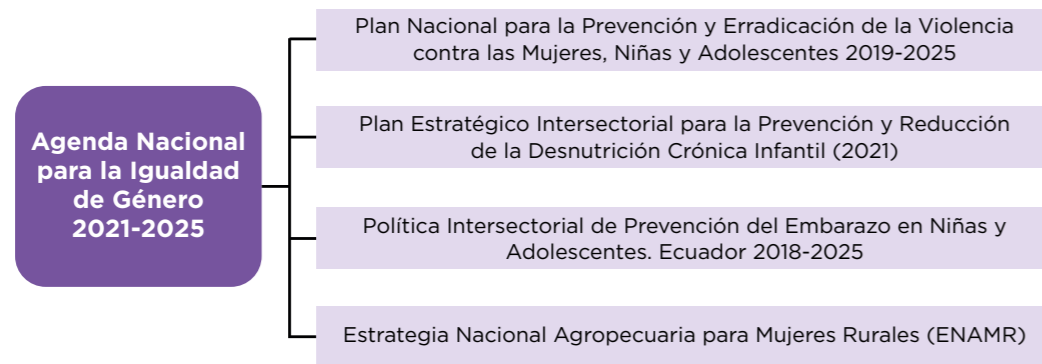 Agenda Nacional
para la Igualdad
de Género
2021-2025
Plan Nacional para la Prevención y Erradicación de la Violencia
contra las Mujeres, Niñas y Adolescentes 2019-2025
Plan Estratégico Intersectorial para la Prevención y Reducción
de la Desnutrición Crónica Infantil (2021)
Política Intersectorial de Prevención del Embarazo en Niñas y
Adolescentes. Ecuador 2018-2025
Estrategia Nacional Agropecuaria para Mujeres Rurales (ENAMR)